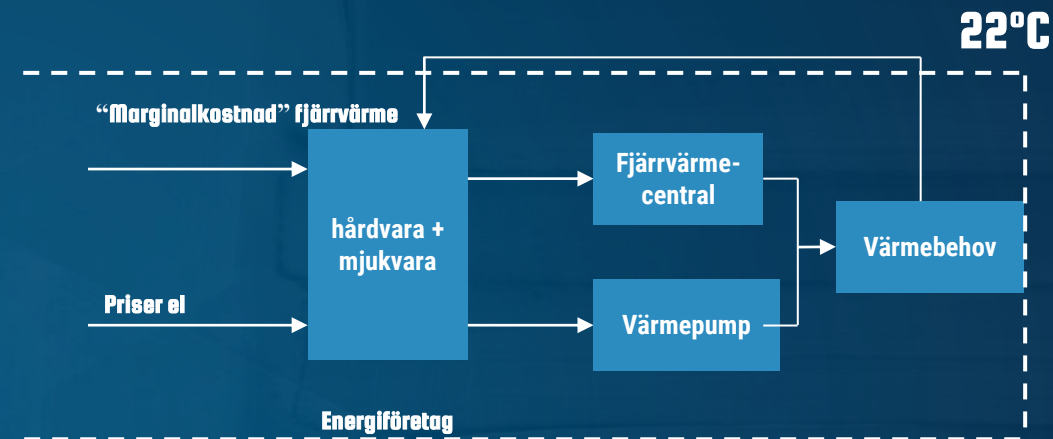 22°C
“Marginalkostnad” fjärrvärme
Fjärrvärme-
central
hårdvara +
mjukvara
Värmebehov
Priser el
Värmepump
Energiföretag